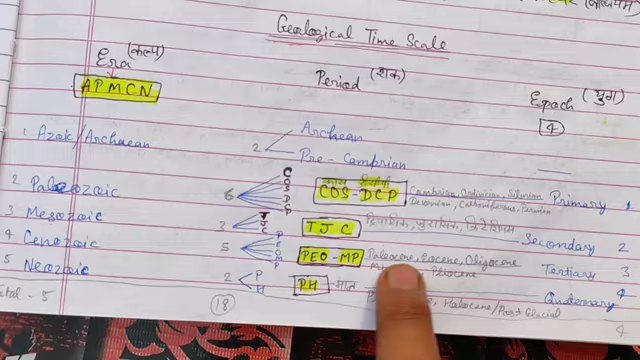 Geological Time Scale
Era (कल्प)
Period (शक)
Epoch (युग)
APMCN
4
1 Azoic/Archaean
2
Archean
Pre-Cambrian
2 Paleozoic
6
C
O
S
D
C
P
COS-DCP
Cambrian, Ordovician, Silurian
Devonian, Carboniferous, Permian
Primary 1
3 Mesozoic
3
T
J
C
TJC
ट्रियासिक, जुरासिक, क्रिटेशियस
Secondary 2
4 Cenozoic
5
P
E
O
M
P
PEO-MP
Paleocene, Eocene, Oligocene
Pliocene
Tertiary 3
5 Neozoic
2
P
H
PH
Holocene/Post Glacial
Quaternary 4
Total - 5
18
4